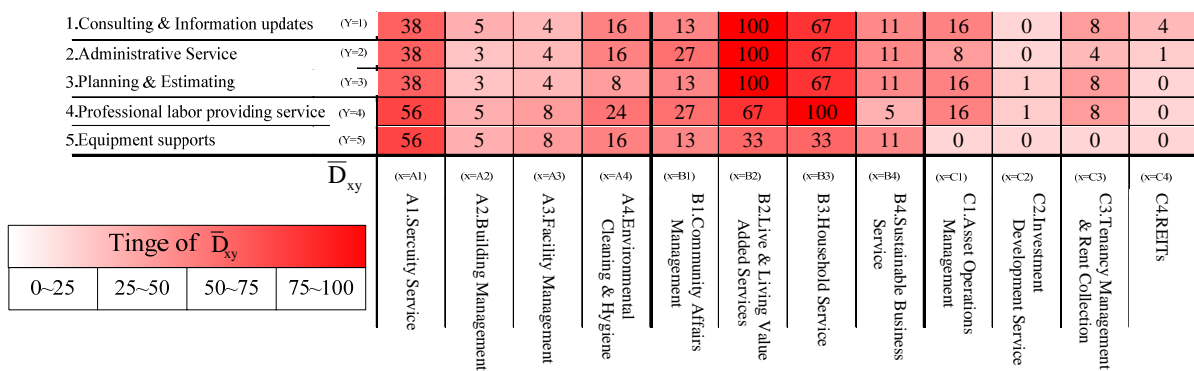 1.Consulting & Information updates (Y=1) 38 5 4 16 13 100 67 11 16 0 8 4
2.Administrative Service (Y=2) 38 3 4 16 27 100 67 11 8 0 4 1
3.Planning & Estimating (Y=3) 38 3 4 8 13 100 67 11 16 1 8 0
4.Professional labor providing service (Y=4) 56 5 8 24 27 67 100 5 16 1 8 0
5.Equipment supports (Y=5) 56 5 8 16 13 33 33 11 0 0 0 0
D̅xy (x=A1) (x=A2) (x=A3) (x=A4) (x=B1) (x=B2) (x=B3) (x=B4) (x=C1) (x=C2) (x=C3) (x=C4)
A1.Sercuity Service
A2.Building Management
A3.Facility Management
A4.Environmental
Cleaning & Hygiene
B1.Community Affairs
Management
B2.Live & Living Value
Added Services
B3.Household Service
B4.Sustainable Business
Service
C1.Asset Operations
Management
C2.Investment
Development Service
C3.Tenancy Management
& Rent Collection
C4.REITs
Tinge of D̅xy
0~25 25~50 50~75 75~100